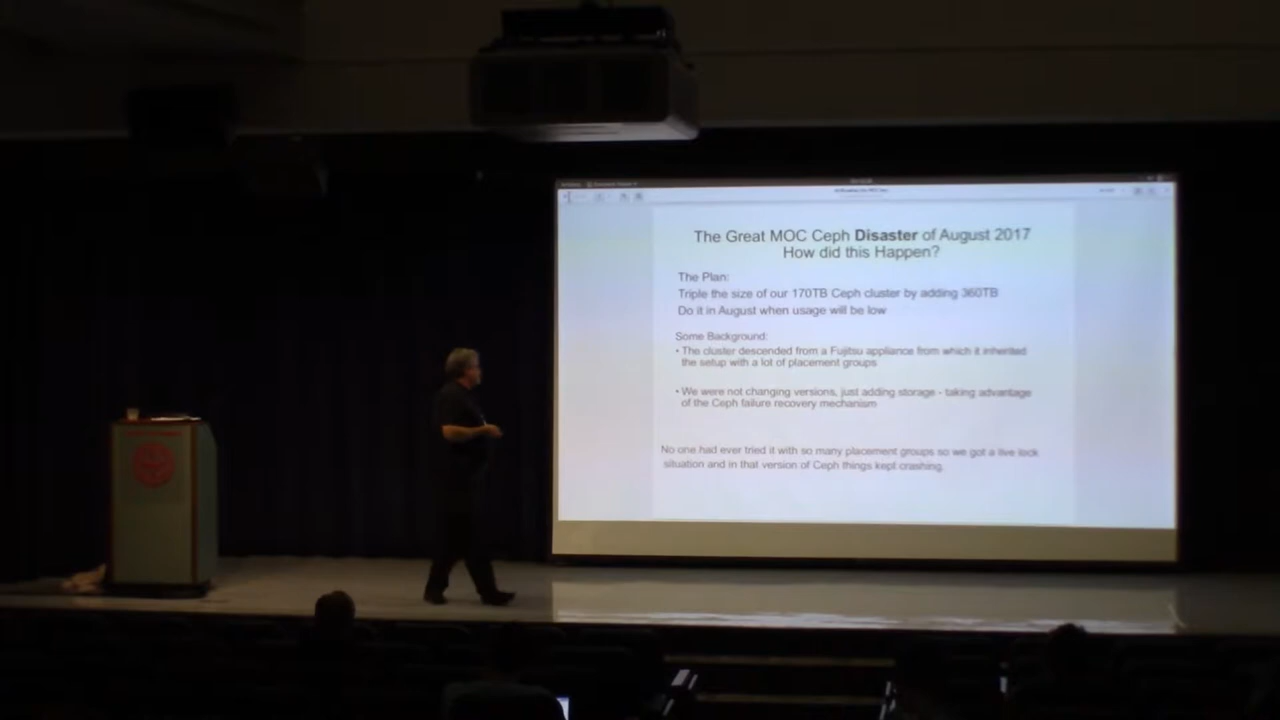 The Great MOC Ceph Disaster of August 2017
How did this Happen?
The Plan:
Triple the size of our 170TB Ceph cluster by adding 360TB
Do it in August when usage will be low
Some Background:
• The cluster descended from a Fujitsu appliance from which it inherited
the setup with a lot of placement groups
• We were not changing versions, just adding storage - taking advantage
of the Ceph failure recovery mechanism
No one had ever tried it with so many placement groups so we got a live lock
situation and in that version of Ceph things kept crashing.